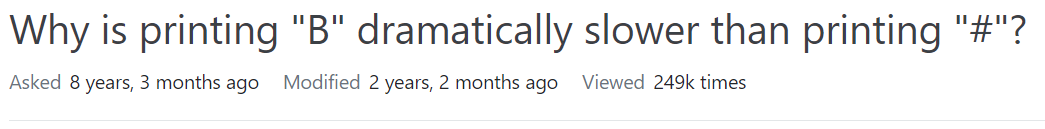 Why is printing "B" dramatically slower than printing "#"?
Asked 8 years, 3 months ago Modified 2 years, 2 months ago Viewed 249k times